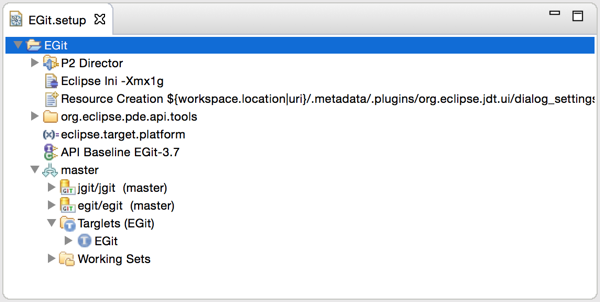 EGit.setup
EGit
P2 Director
Eclipse Ini -Xmx1g
Resource Creation ${workspace.location|uri}/.metadata/.plugins/org.eclipse.jdt.ui/dialog_settings
org.eclipse.pde.api.tools
eclipse.target.platform
API Baseline EGit-3.7
master
jgit/jgit (master)
egit/egit (master)
Targlets (EGit)
EGit
Working Sets